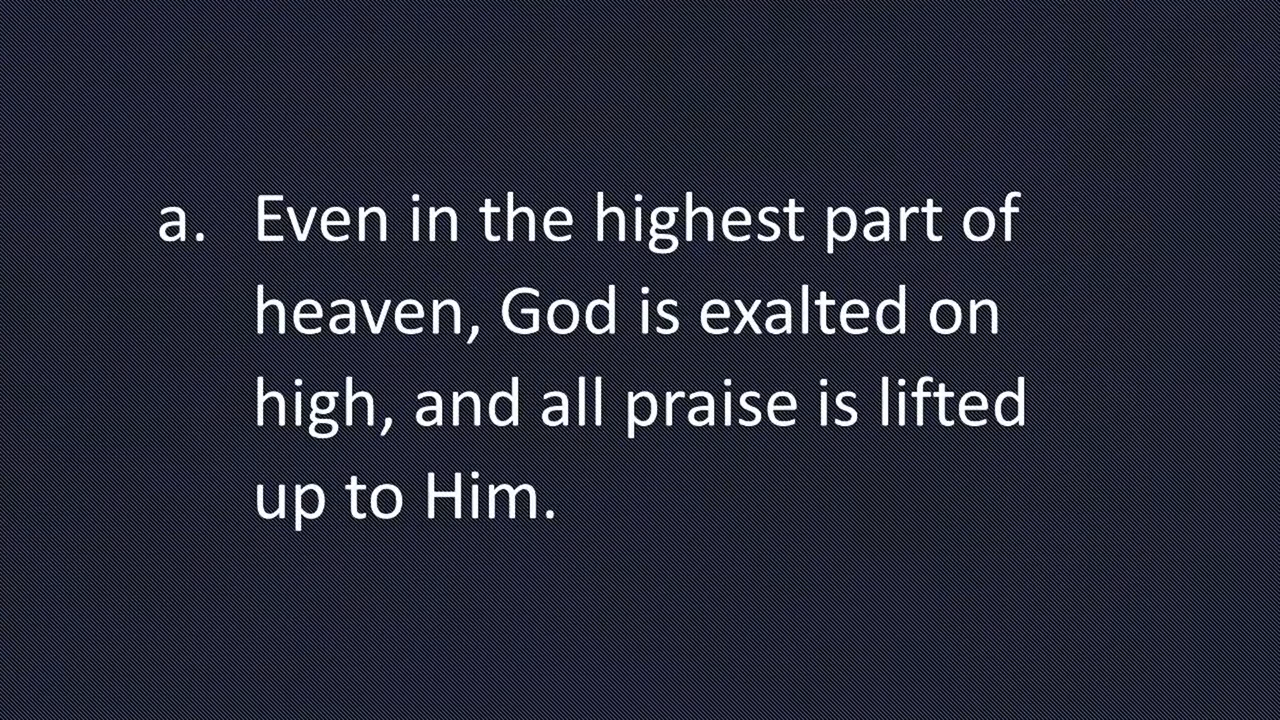 a. Even in the highest part of
heaven, God is exalted on
high, and all praise is lifted
up to Him.